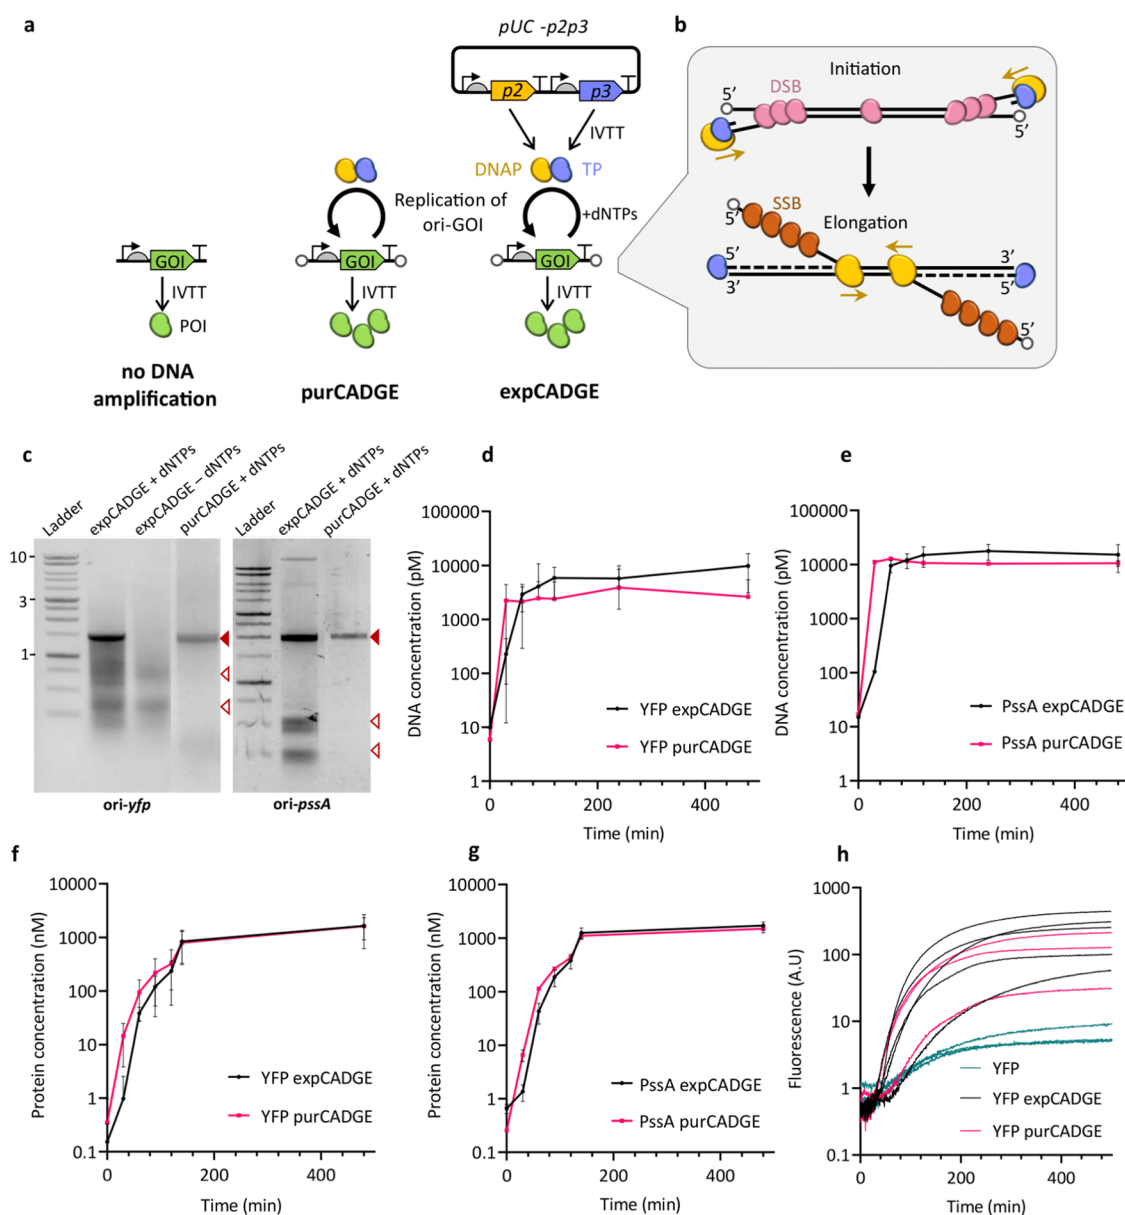 a
pUC -p2p3
p2
p3
IVTT
DNAP
TP
Replication of
ori-GOI
+dNTPs
GOI
GOI
GOI
IVTT
IVTT
IVTT
POI
no DNA
amplification
purCADGE
expCADGE
b
Initiation
5’
DSB
5’
SSB
5’
Elongation
5’
3’
3’
5’
5’
c
Ladder
expCADGE + dNTPs
expCADGE – dNTPs
purCADGE + dNTPs
Ladder
expCADGE + dNTPs
purCADGE + dNTPs
10
3
1
ori-yfp
ori-pssA
d
DNA concentration (pM)
100000
10000
1000
100
10
1
YFP expCADGE
YFP purCADGE
0
200
400
Time (min)
e
DNA concentration (pM)
100000
10000
1000
100
10
1
PssA expCADGE
PssA purCADGE
0
200
400
Time (min)
f
Protein concentration (nM)
10000
1000
100
10
1
0.1
YFP expCADGE
YFP purCADGE
0
200
400
Time (min)
g
Protein concentration (nM)
10000
1000
100
10
1
0.1
PssA expCADGE
PssA purCADGE
0
200
400
Time (min)
h
Fluorescence (A.U)
1000
100
10
1
0.1
YFP
YFP expCADGE
YFP purCADGE
0
200
400
Time (min)